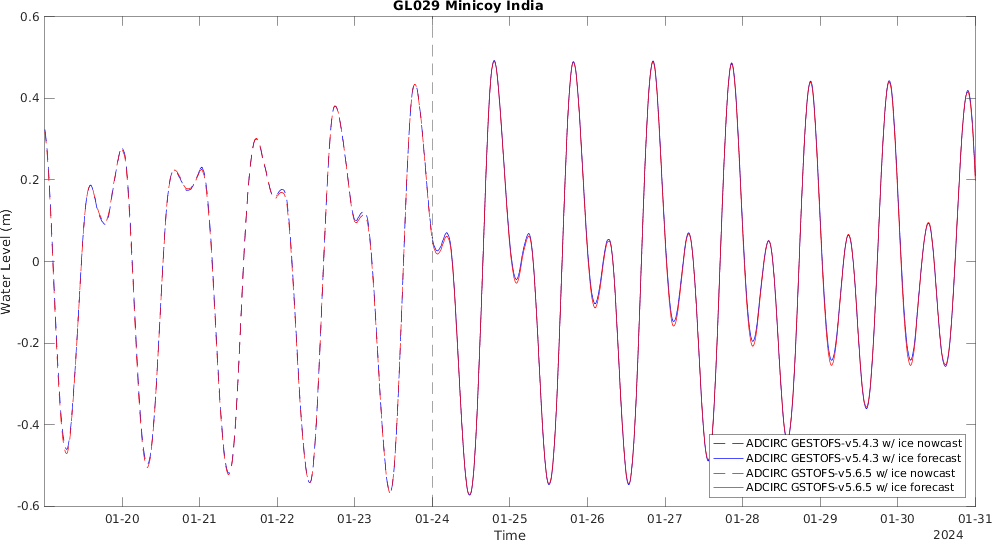 GL029 Minicoy India
0.6
0.4
0.2
0
-0.2
-0.4
-0.6
Water Level (m)
ADCIRC GESTOFS-v5.4.3 w/ ice nowcast
ADCIRC GESTOFS-v5.4.3 w/ ice forecast
ADCIRC GSTOFS-v5.6.5 w/ ice nowcast
ADCIRC GSTOFS-v5.6.5 w/ ice forecast
01-20 01-21 01-22 01-23 01-24 01-25 01-26 01-27 01-28 01-29 01-30 01-31
Time
2024